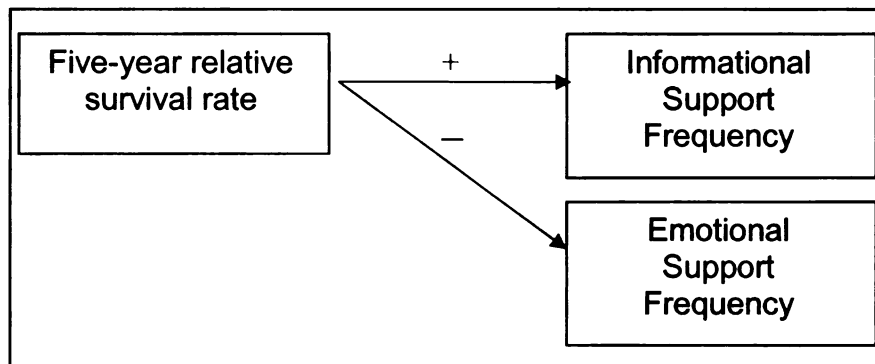 Five-year relative
survival rate
+
Informational
Support
Frequency
—
Emotional
Support
Frequency